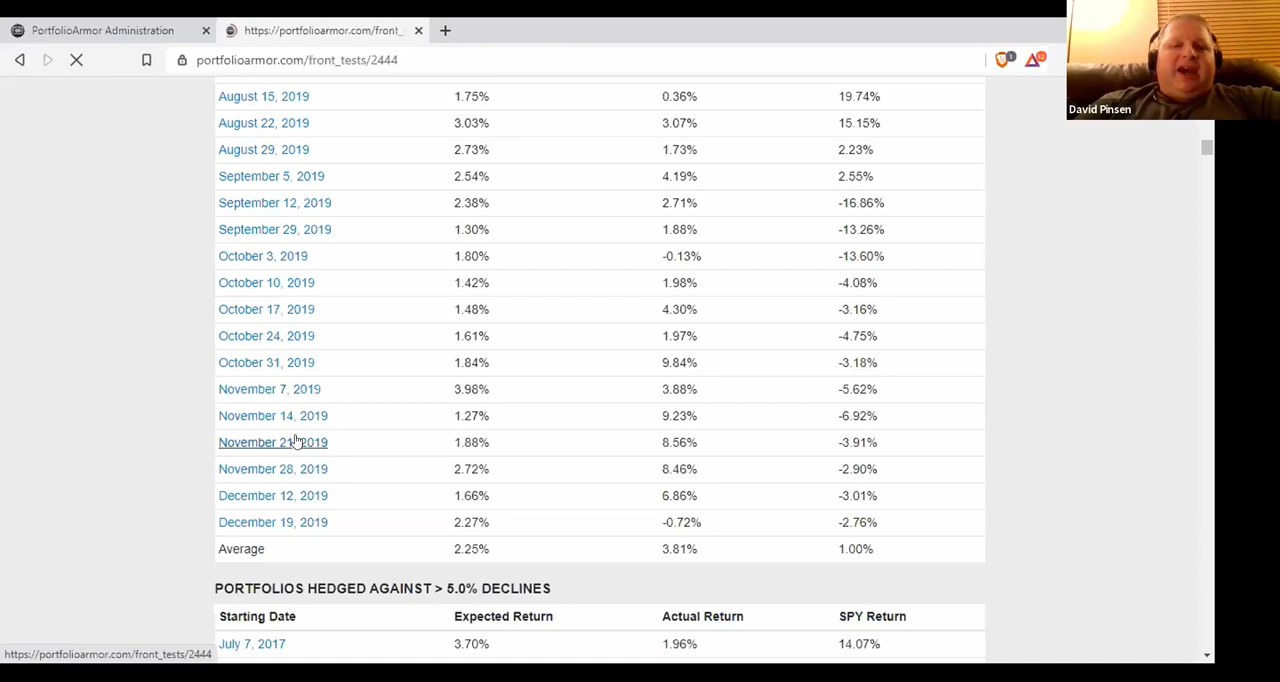 PortfolioArmor Administration
https://portfolioarmor.com/front_
portfolioarmor.com/front_tests/2444
David Pinsen
August 15, 2019 1.75% 0.36% 19.74%
August 22, 2019 3.03% 3.07% 15.15%
August 29, 2019 2.73% 1.73% 2.23%
September 5, 2019 2.54% 4.19% 2.55%
September 12, 2019 2.38% 2.71% -16.86%
September 29, 2019 1.30% 1.88% -13.26%
October 3, 2019 1.80% -0.13% -13.60%
October 10, 2019 1.42% 1.98% -4.08%
October 17, 2019 1.48% 4.30% -3.16%
October 24, 2019 1.61% 1.97% -4.75%
October 31, 2019 1.84% 9.84% -3.18%
November 7, 2019 3.98% 3.88% -5.62%
November 14, 2019 1.27% 9.23% -6.92%
November 21, 2019 1.88% 8.56% -3.91%
November 28, 2019 2.72% 8.46% -2.90%
December 12, 2019 1.66% 6.86% -3.01%
December 19, 2019 2.27% -0.72% -2.76%
Average 2.25% 3.81% 1.00%
PORTFOLIOS HEDGED AGAINST > 5.0% DECLINES
Starting Date Expected Return Actual Return SPY Return
July 7, 2017 3.70% 1.96% 14.07%
https://portfolioarmor.com/front_tests/2444